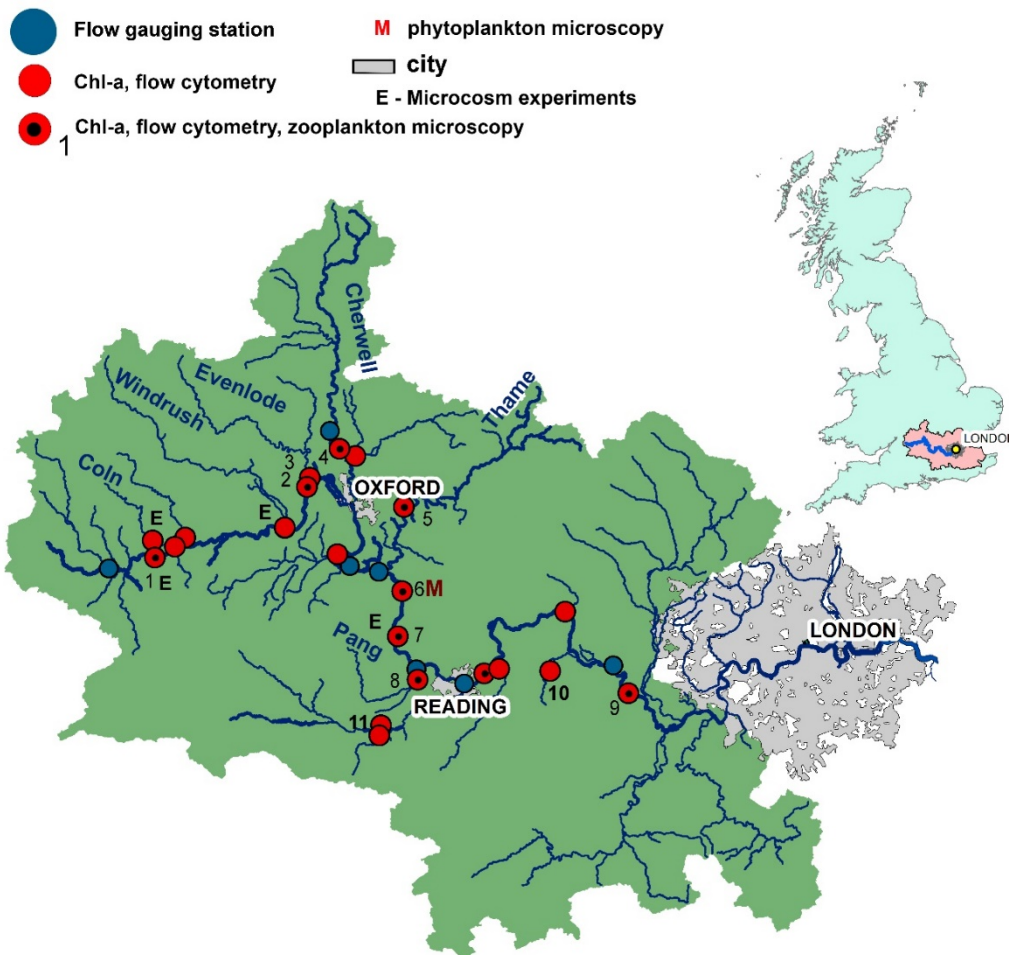 Flow gauging station
Chl-a, flow cytometry
1 Chl-a, flow cytometry, zooplankton microscopy
M phytoplankton microscopy
city
E - Microcosm experiments
LONDON
Cherwell
Evenlode
Windrush
Thame
Coln
4
3
2
OXFORD
5
E
E
1 E
6 M
E
7
Pang
LONDON
8
10
9
READING
11